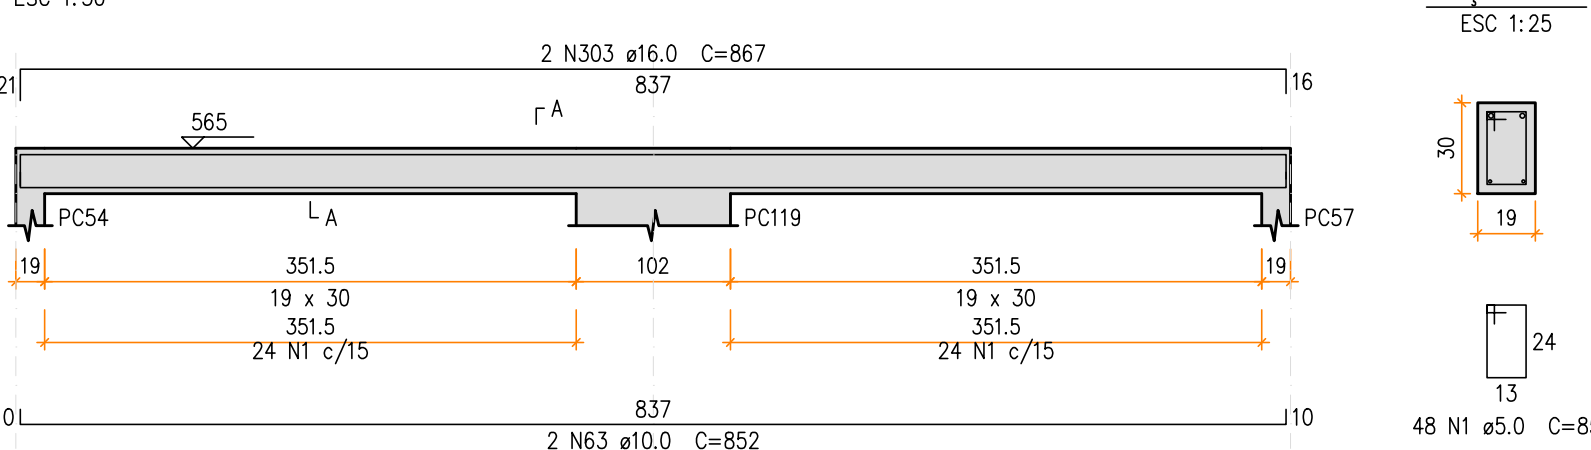 ESC 1:25
2 N303 ø16.0 C=867
21 837 16
A
565
30
A
PC54 PC119 PC57
19
19 351.5 102 351.5 19
19 x 30 19 x 30
351.5 351.5
24 N1 c/15 24 N1 c/15
24
13
837 10
48 N1 ø5.0
2 N63 ø10.0 C=852